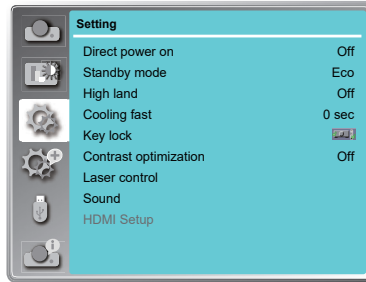 Setting
Direct power on Off
Standby mode Eco
High land Off
Cooling fast 0 sec
Key lock
Contrast optimization Off
Laser control
Sound
HDMI Setup